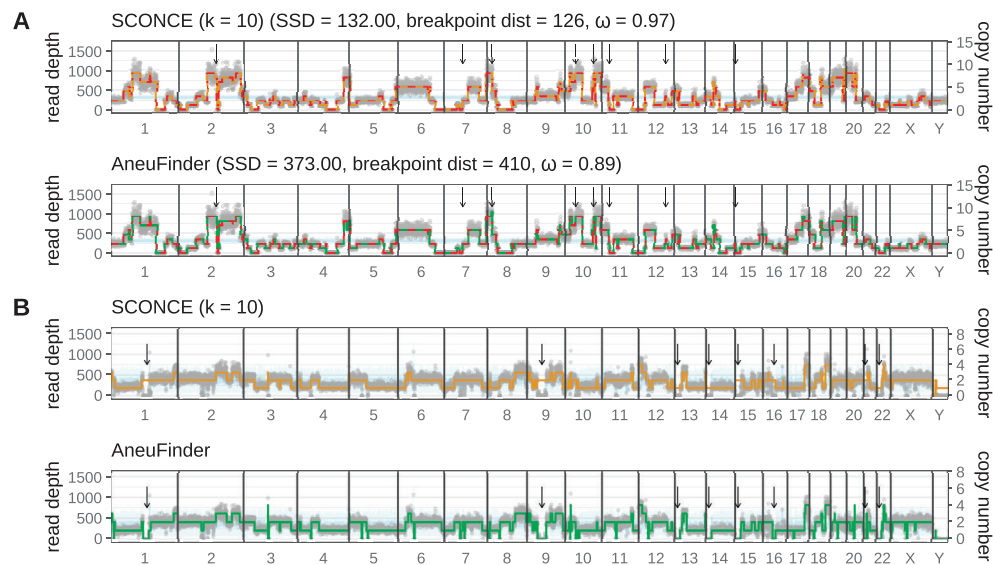 A
SCONCE (k = 10) (SSD = 132.00, breakpoint dist = 126, ω = 0.97)
read depth
1500
1000
500
0
15
10
5
0
copy number
1 2 3 4 5 6 7 8 9 10 11 12 13 14 15 16 17 18 20 22 X Y
AneuFinder (SSD = 373.00, breakpoint dist = 410, ω = 0.89)
read depth
1500
1000
500
0
15
10
5
0
copy number
1 2 3 4 5 6 7 8 9 10 11 12 13 14 15 16 17 18 20 22 X Y
B
SCONCE (k = 10)
read depth
1500
1000
500
0
8
6
4
2
0
copy number
1 2 3 4 5 6 7 8 9 10 11 12 13 14 15 16 17 18 20 22 X Y
AneuFinder
read depth
1500
1000
500
0
8
6
4
2
0
copy number
1 2 3 4 5 6 7 8 9 10 11 12 13 14 15 16 17 18 20 22 X Y